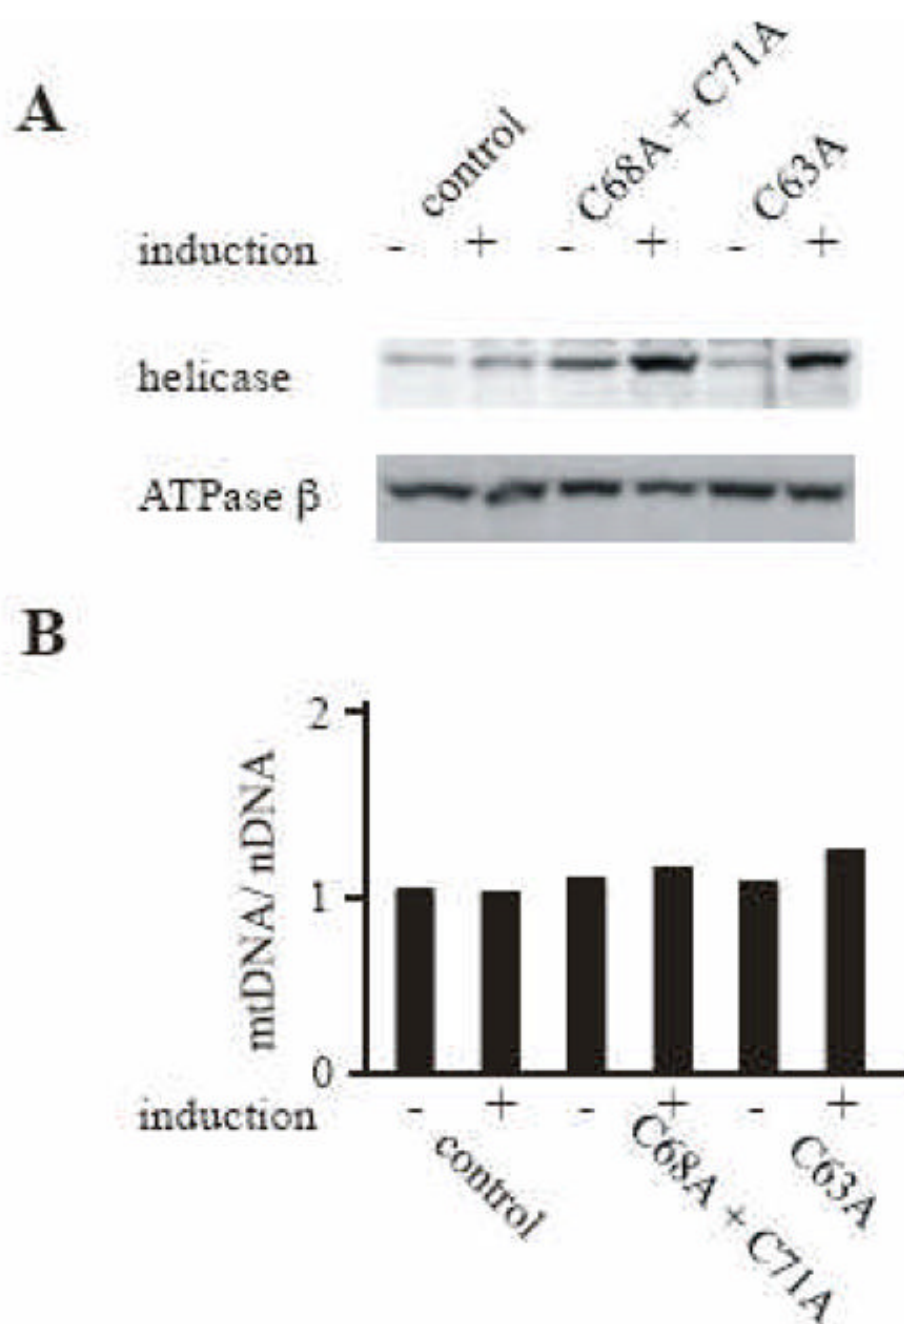 A
control
C68A + C71A
C63A
induction - + - + - +
helicase
ATPase β
B
2
1
0
mtDNA/ nDNA
induction - + - + - +
control
C68A + C71A
C63A